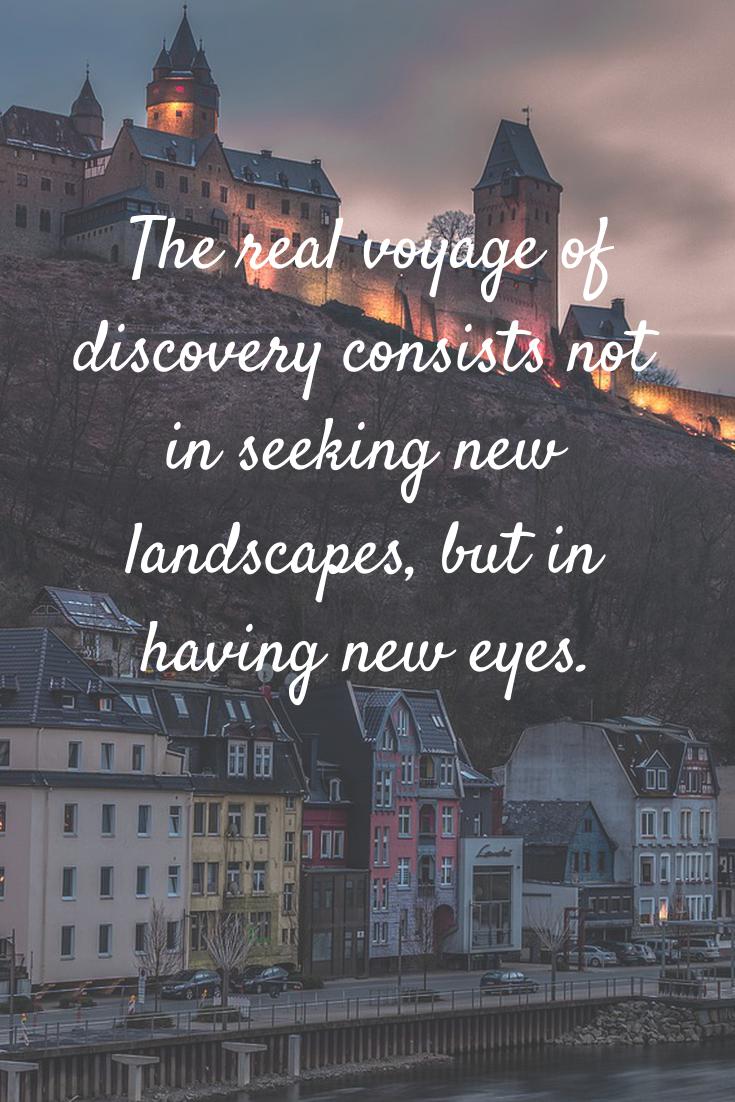 The real voyage of
discovery consists not
in seeking new
landscapes, but in
having new eyes.